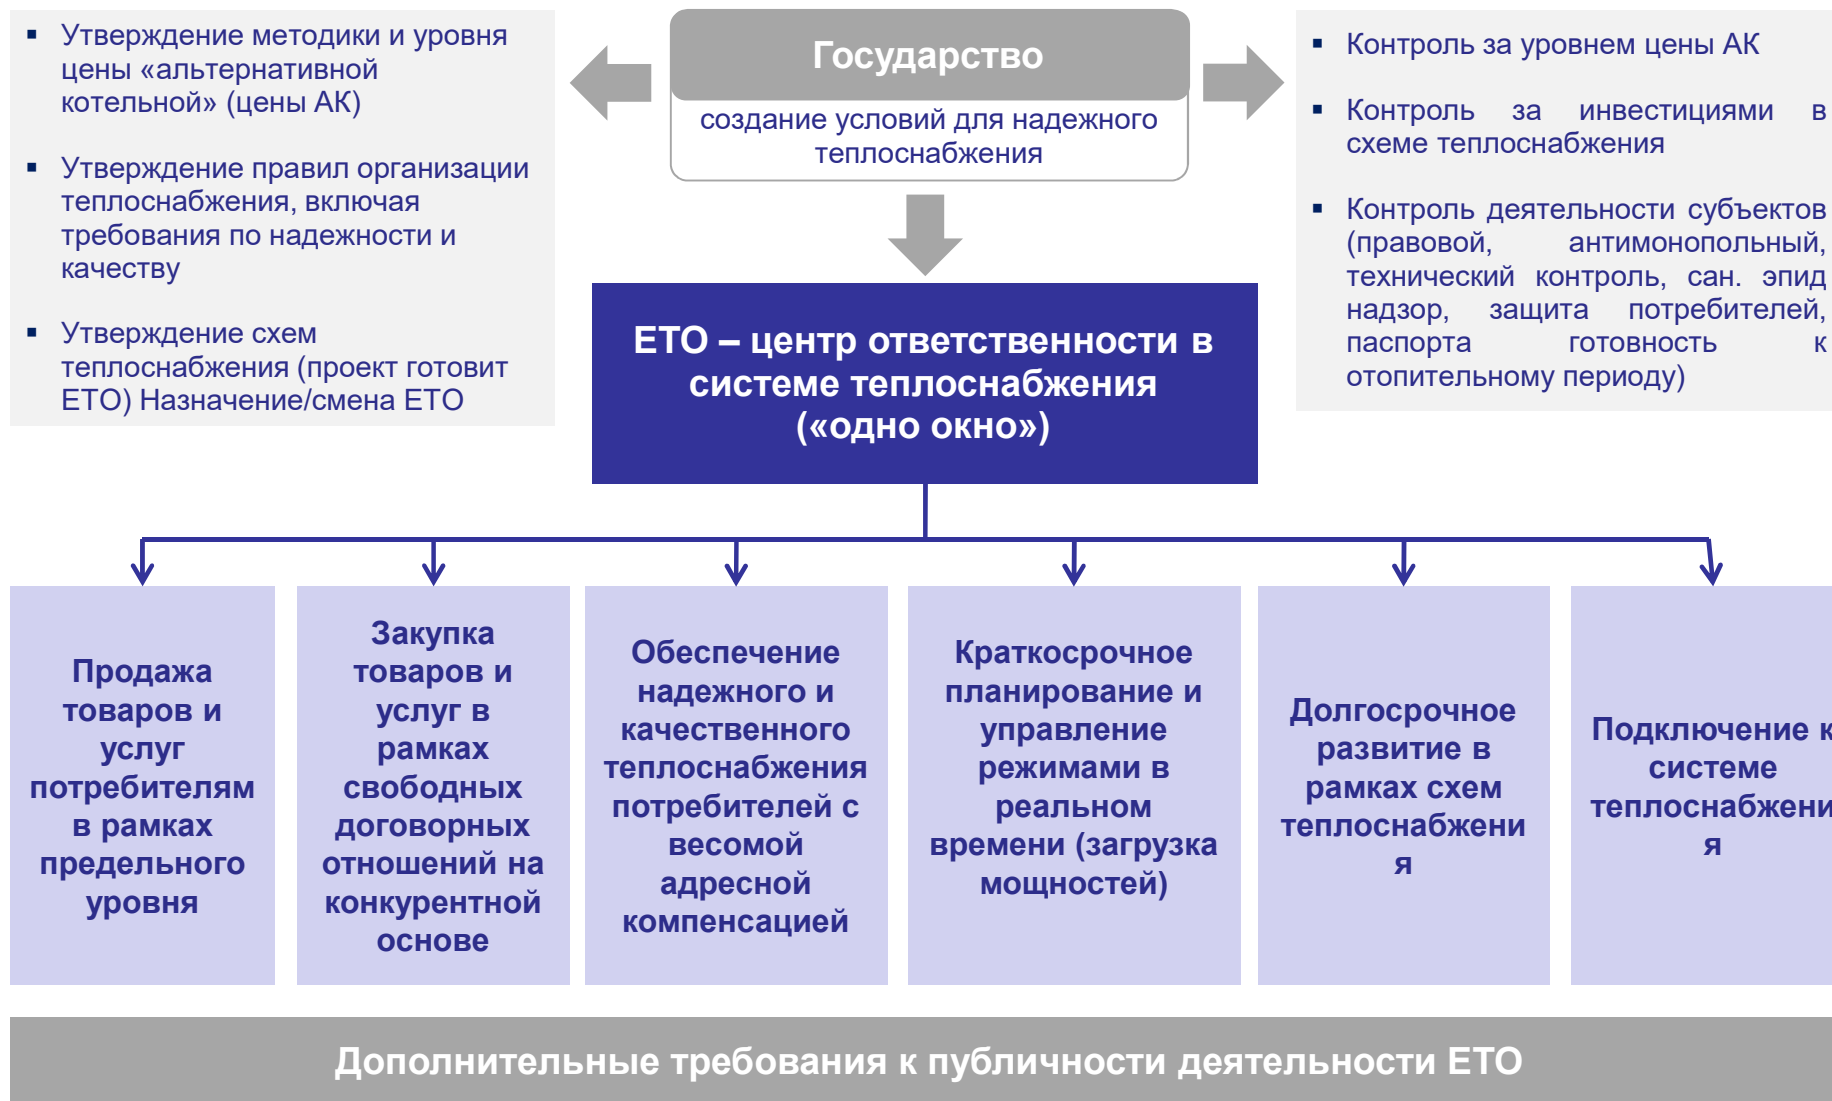 Утверждение методики и уровня
цены «альтернативной
котельной» (цены АК)
Утверждение правил организации
теплоснабжения, включая
требования по надежности и
качеству
Утверждение схем
теплоснабжения (проект готовит
ЕТО) Назначение/смена ЕТО
Государство
создание условий для надежного
теплоснабжения
Контроль за уровнем цены АК
Контроль за инвестициями в
схеме теплоснабжения
Контроль деятельности субъектов
(правовой, антимонопольный,
технический контроль, сан. эпид
надзор, защита потребителей,
паспорта готовность к
отопительному периоду)
ЕТО – центр ответственности в
системе теплоснабжения
(«одно окно»)
Продажа
товаров и
услуг
потребителям
в рамках
предельного
уровня
Закупка
товаров и
услуг в
рамках
свободных
договорных
отношений на
конкурентной
основе
Обеспечение
надежного и
качественного
теплоснабжения
потребителей с
весомой
адресной
компенсацией
Краткосрочное
планирование и
управление
режимами в
реальном
времени (загрузка
мощностей)
Долгосрочное
развитие в
рамках схем
теплоснабжени
я
Подключение к
системе
теплоснабжени
я
Дополнительные требования к публичности деятельности ЕТО